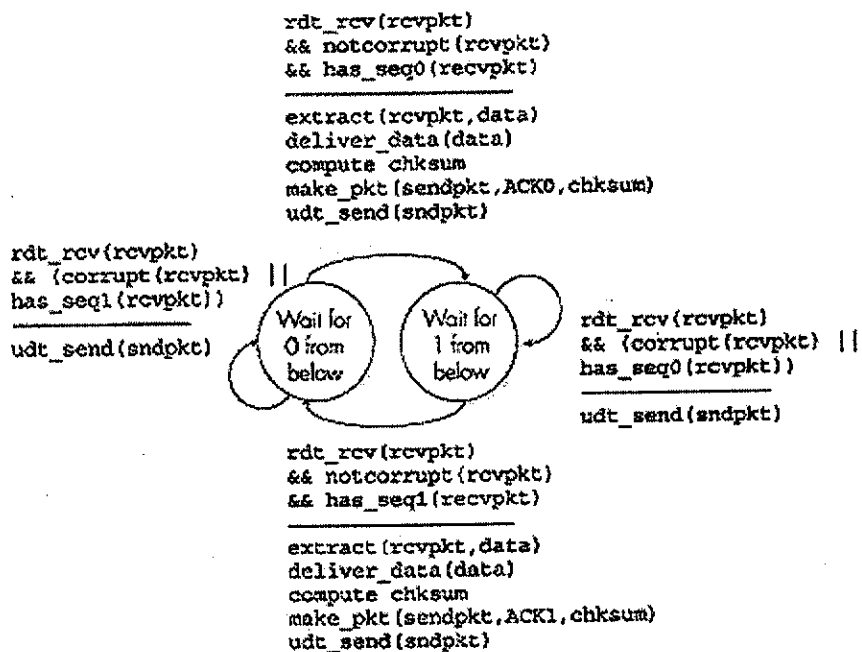 rdt_rcv(rcvpkt)
&& notcorrupt(rcvpkt)
&& has_seq0(recvpkt)
extract(rcvpkt,data)
deliver_data(data)
compute chksum
make_pkt(sendpkt,ACK0,chksum)
udt_send(sndpkt)
rdt_rcv(rcvpkt)
&& (corrupt(rcvpkt) ||
has_seq1(rcvpkt))
udt_send(sndpkt)
Wait for
0 from
below
Wait for
1 from
below
rdt_rcv(rcvpkt)
&& (corrupt(rcvpkt) ||
has_seq0(rcvpkt))
udt_send(sndpkt)
rdt_rcv(rcvpkt)
&& notcorrupt(rcvpkt)
&& has_seq1(recvpkt)
extract(rcvpkt,data)
deliver_data(data)
compute chksum
make_pkt(sendpkt,ACK1,chksum)
udt_send(sndpkt)